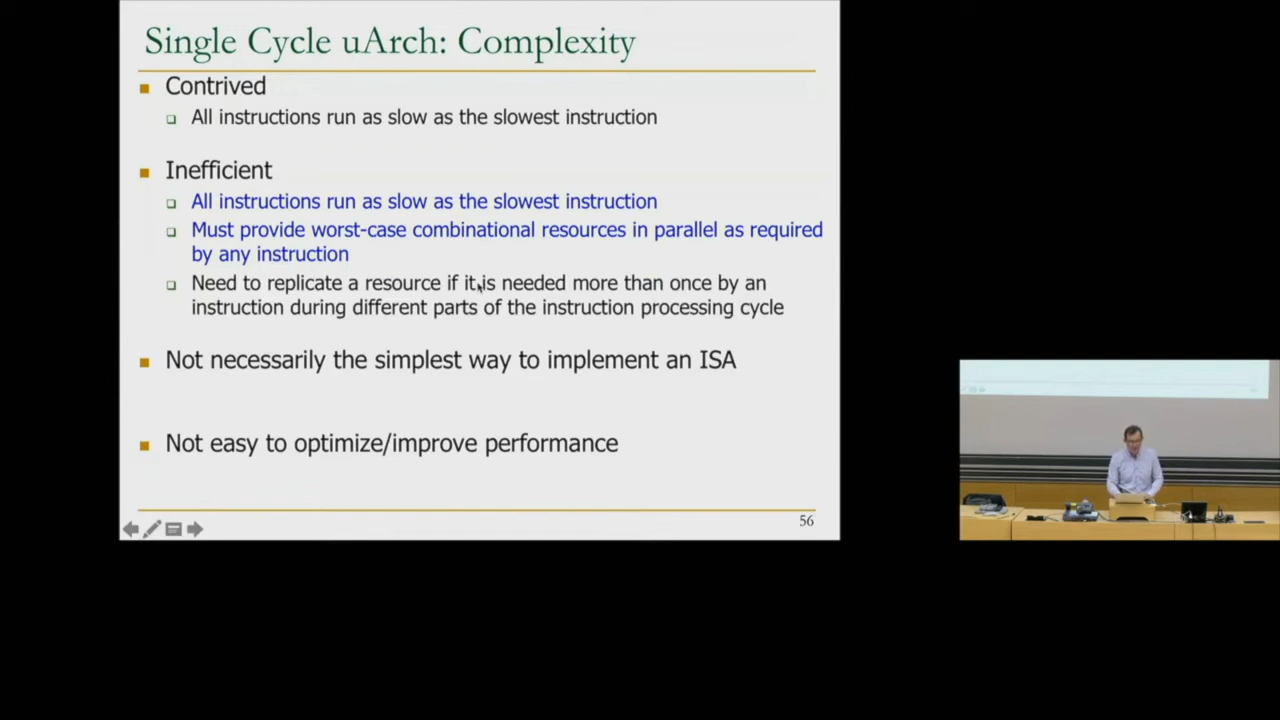 Single Cycle uArch: Complexity
Contrived
All instructions run as slow as the slowest instruction
Inefficient
All instructions run as slow as the slowest instruction
Must provide worst-case combinational resources in parallel as required
by any instruction
Need to replicate a resource if it is needed more than once by an
instruction during different parts of the instruction processing cycle
Not necessarily the simplest way to implement an ISA
Not easy to optimize/improve performance
56